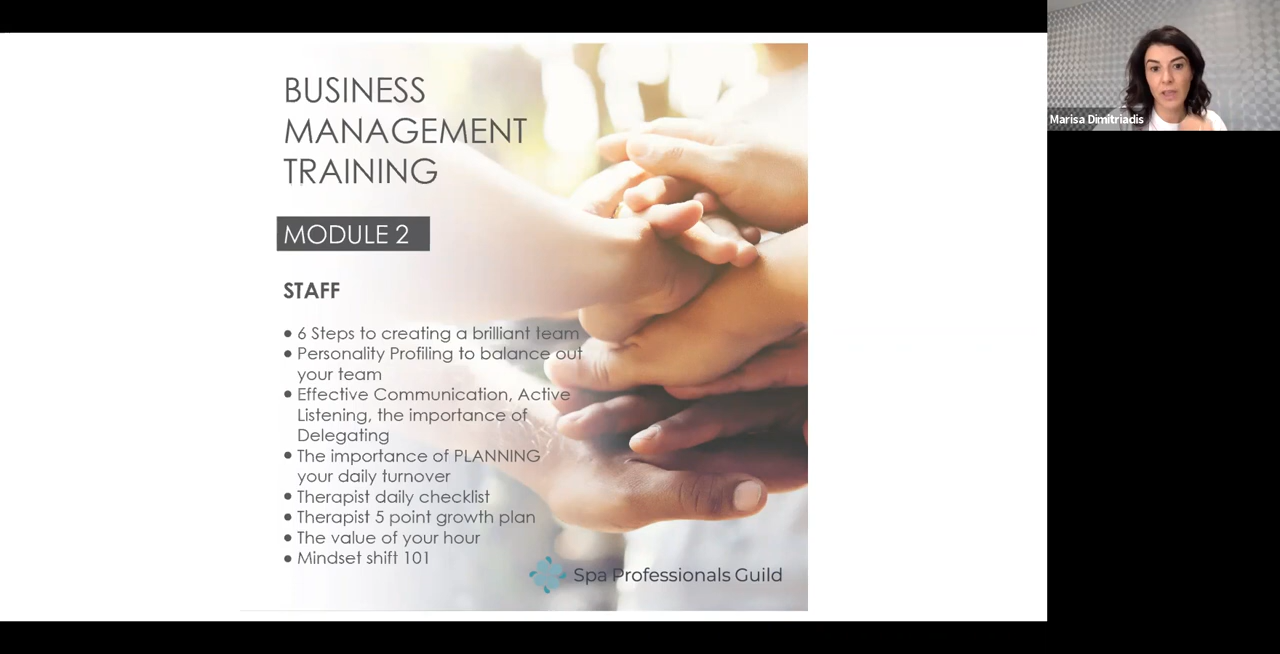 BUSINESS
MANAGEMENT
TRAINING
MODULE 2
STAFF
● 6 Steps to creating a brilliant team
● Personality Profiling to balance out
your team
● Effective Communication, Active
Listening, the importance of
Delegating
● The importance of PLANNING
your daily turnover
● Therapist daily checklist
● Therapist 5 point growth plan
● The value of your hour
● Mindset shift 101
Spa Professionals Guild
Marisa Dimitriadis